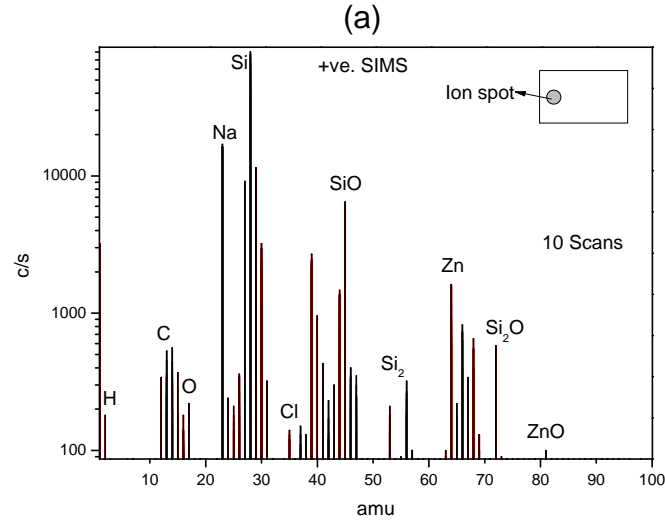 (a)
+ve. SIMS
Si
Ion spot
Na
10000
SiO
10 Scans
Zn
c/s
1000
Si2O
C
Si2
H
O
Cl
ZnO
100
10 20 30 40 50 60 70 80 90 100
amu